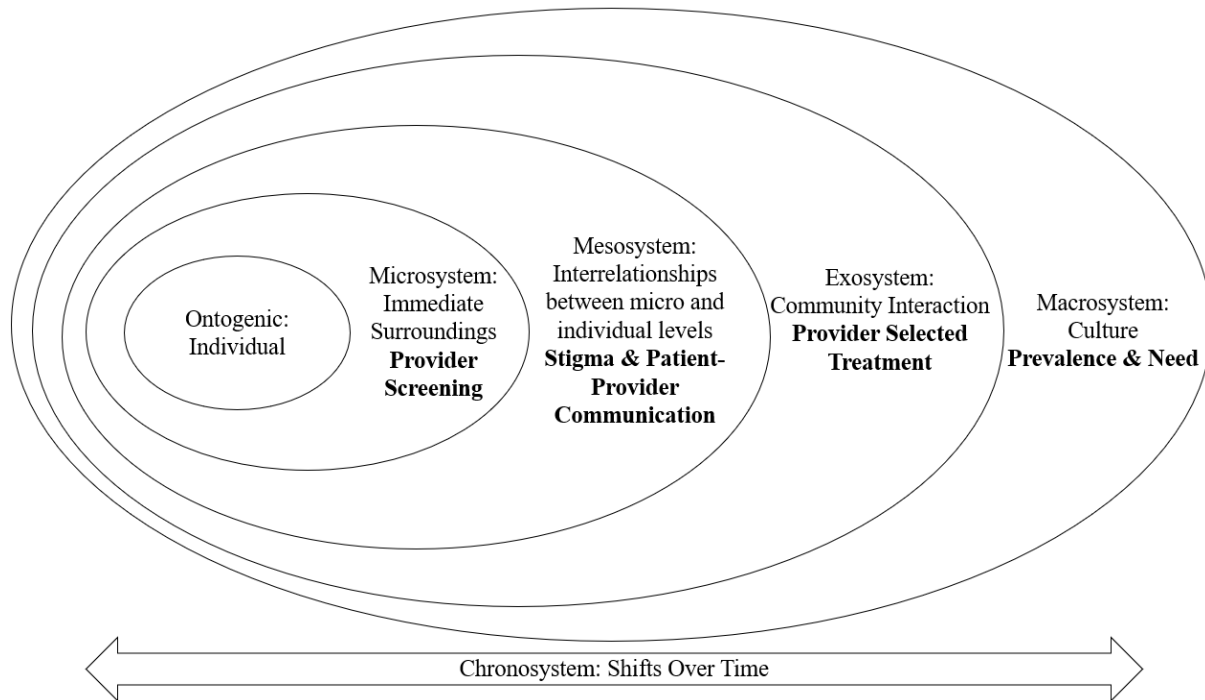 Ontogenic:
Individual
Microsystem:
Immediate
Surroundings
Provider
Screening
Mesosystem:
Interrelationships
between micro and
individual levels
Stigma & Patient-
Provider
Communication
Exosystem:
Community Interaction
Provider Selected
Treatment
Macrosystem:
Culture
Prevalence & Need
Chronosystem: Shifts Over Time